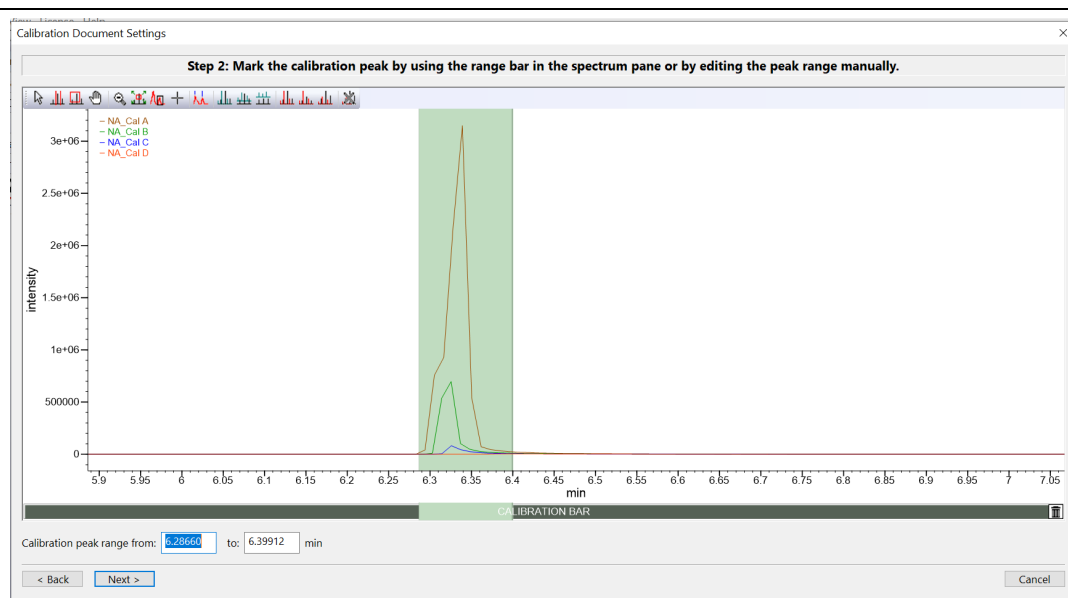 View License Help
Calibration Document Settings
Step 2: Mark the calibration peak by using the range bar in the spectrum pane or by editing the peak range manually.
– NA_Cal A
– NA_Cal B
– NA_Cal C
– NA_Cal D
3e+06
2.5e+06
2e+06
1.5e+06
1e+06
500000
0
intensity
5.9 5.95 6 6.05 6.1 6.15 6.2 6.25 6.3 6.35 6.4 6.45 6.5 6.55 6.6 6.65 6.7 6.75 6.8 6.85 6.9 6.95 7 7.05
min
CALIBRATION BAR
Calibration peak range from: 6.28660 to: 6.39912 min
< Back Next > Cancel